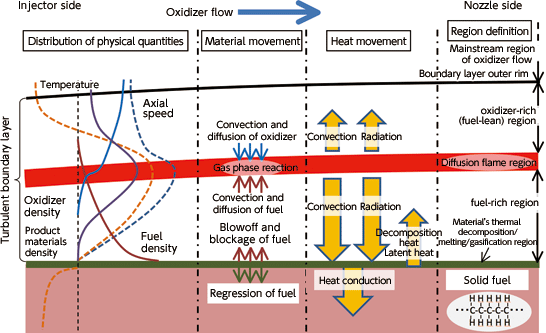 Injector side
Oxidizer flow
Nozzle side
Distribution of physical quantities
Material movement
Heat movement
Region definition
Mainstream region
of oxidizer flow
Boundary layer outer rim
Temperature
Axial
speed
oxidizer-rich
(fuel-lean) region
Convection and
diffusion of oxidizer
Convection
Radiation
Turbulent boundary layer
Gas phase reaction
Diffusion flame region
Oxidizer
density
Convection
and diffusion of fuel
Convection
Radiation
fuel-rich region
Product
materials
density
Fuel
density
Blowoff and
blockage of fuel
Decomposition
heat
Latent heat
Material's thermal
decomposition/
melting/gasification region
Regression of fuel
Heat conduction
Solid fuel
H H H H H
···-C-C-C-C-C-···
H H H H H